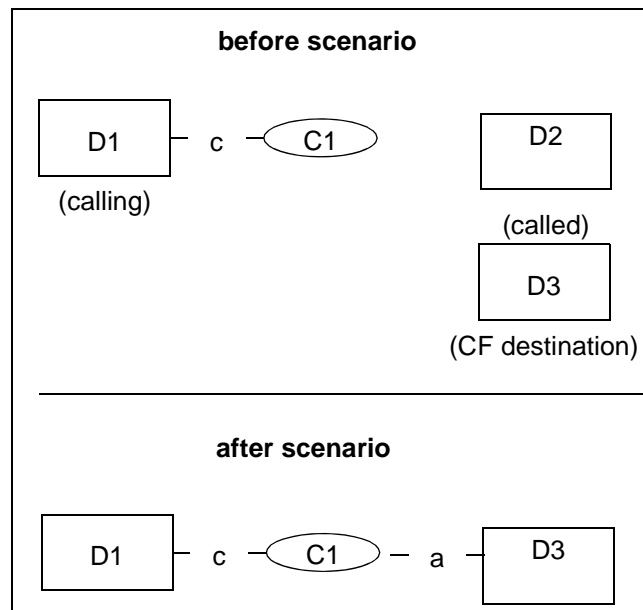 before scenario
D1 c C1 D2
(calling)
(called)
D3
(CF destination)
after scenario
D1 c C1 a D3